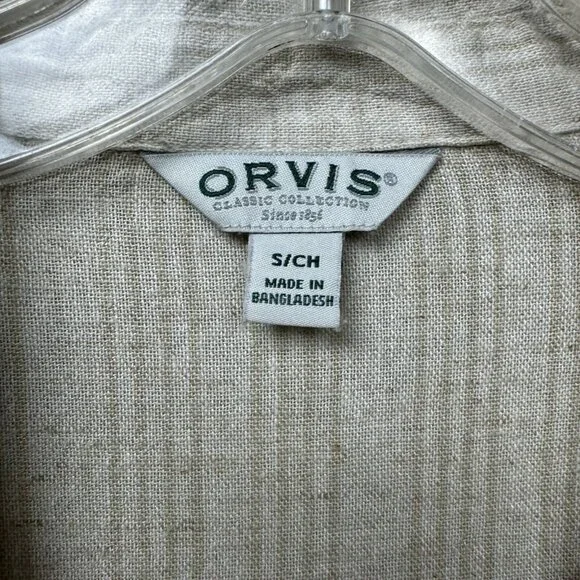 ORVIS®
CLASSIC COLLECTION
Since 1856
S/CH
MADE IN
BANGLADESH